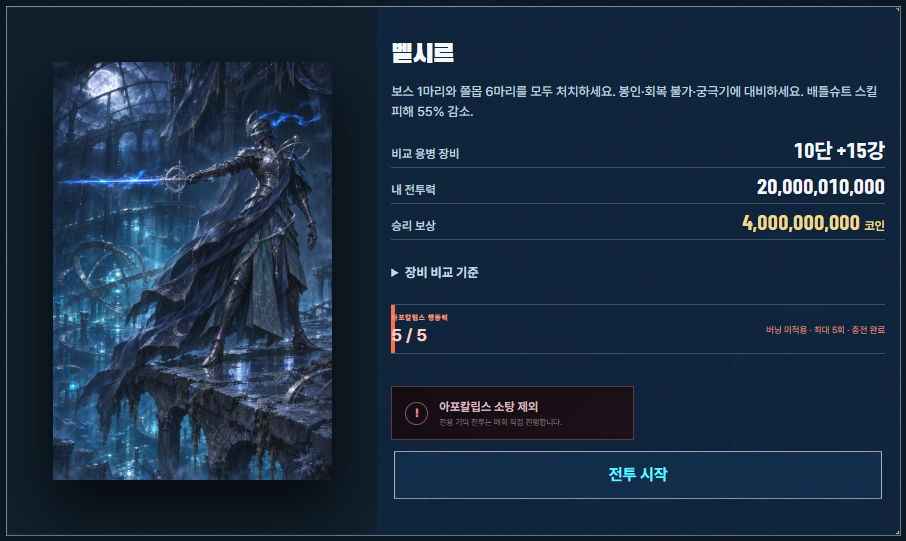 벨시르
보스 1마리와 쫄몹 6마리를 모두 처치하세요. 봉인·회복 불가·궁극기에 대비하세요. 배틀슈트 스킬
피해 55% 감소.
비교 용병 장비
10단 +15강
내 전투력
20,000,010,000
승리 보상
4,000,000,000 코인
▶ 장비 비교 기준
아포칼립스 행동력
5 / 5
버닝 미적용 · 최대 5회 · 충전 완료
!
아포칼립스 소탕 제외
전용 기믹 전투는 매회 직접 진행합니다.
전투 시작